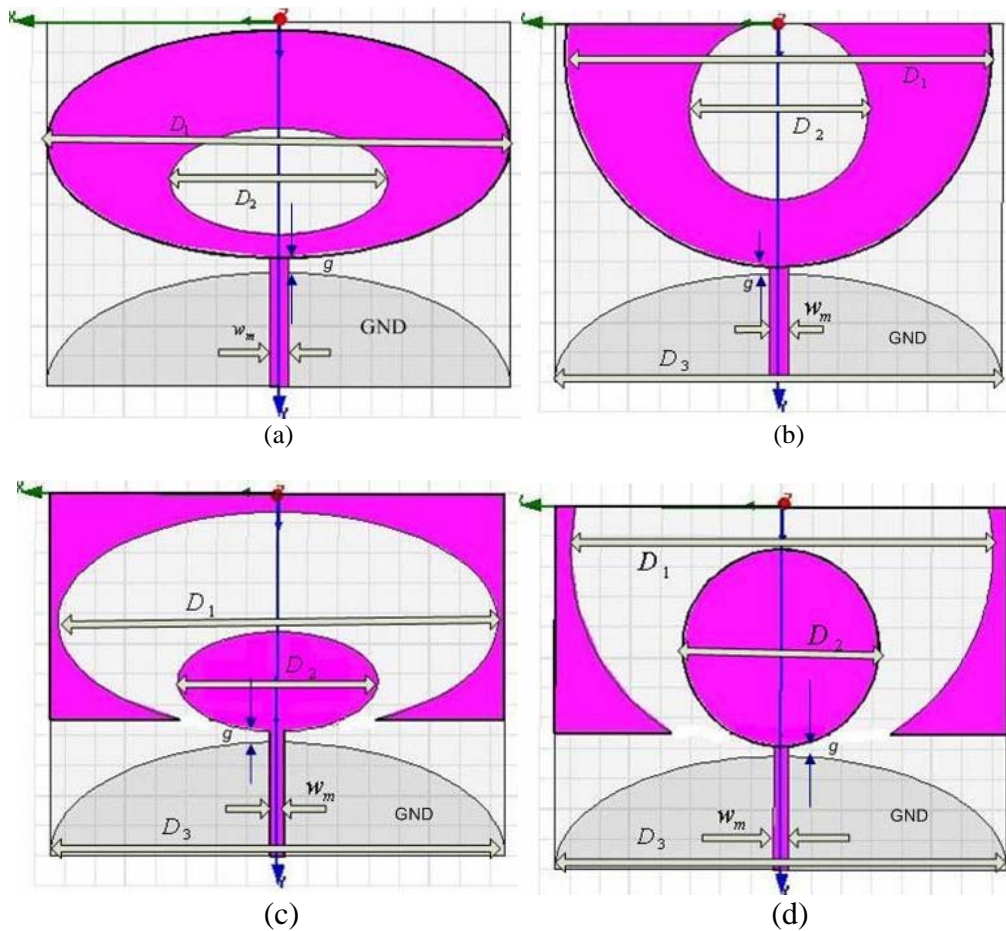 D₁
D₂
g
wₘ
GND
(a)
D₁
D₂
g
wₘ
GND
D₃
(b)
D₁
D₂
g
wₘ
GND
D₃
(c)
D₁
D₂
g
wₘ
GND
D₃
(d)